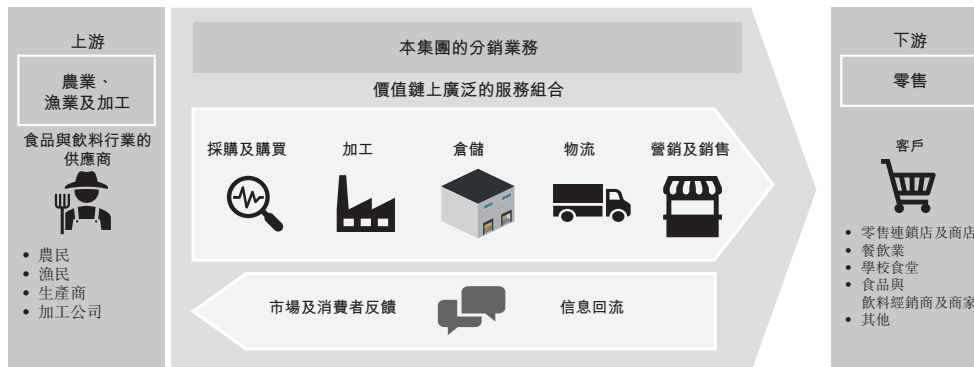 上游
農業、
漁業及加工
食品與飲料行業的
供應商
• 農民
• 漁民
• 生產商
• 加工公司
本集團的分銷業務
價值鏈上廣泛的服務組合
採購及購買
加工
倉儲
物流
營銷及銷售
市場及消費者反饋
信息回流
下游
零售
客戶
• 零售連鎖店及商店
• 餐飲業
• 學校食堂
• 食品與
飲料經銷商及商家
• 其他